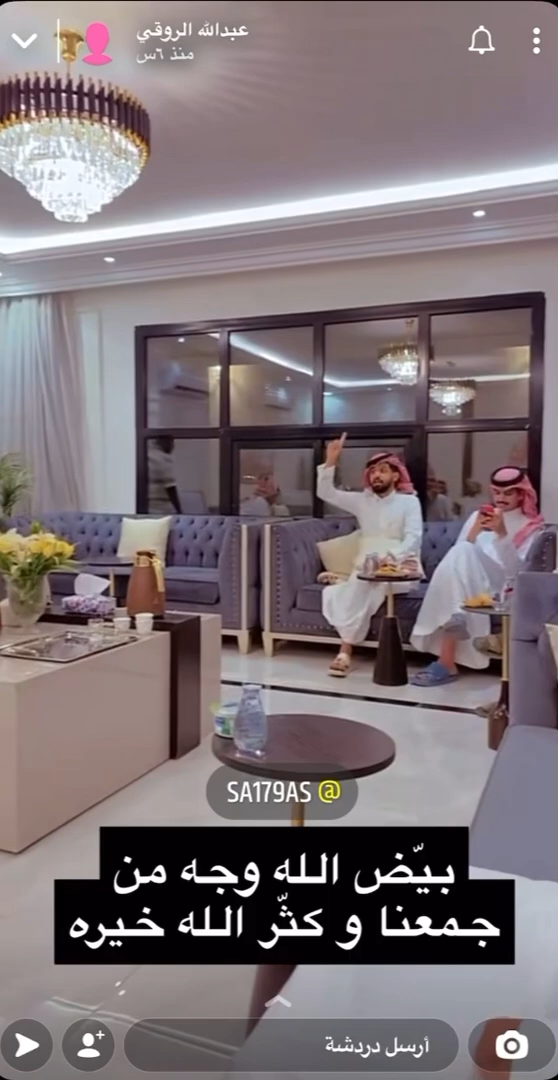 عبدالله الروقي
منذ ٦س
SA179AS @
بيّض الله وجه من
جمعنا و كثّر الله خيره
أرسل دردشة